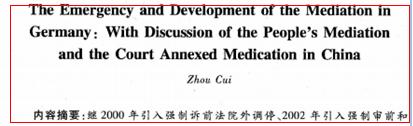 The Emergency and Development of the Mediation in
Germany: With Discussion of the People's Mediation
and the Court Annexed Medication in China
Zhou Cui
内容摘要:继 2000 年引入强制诉前法院外调停、2002 年引入强制审前和